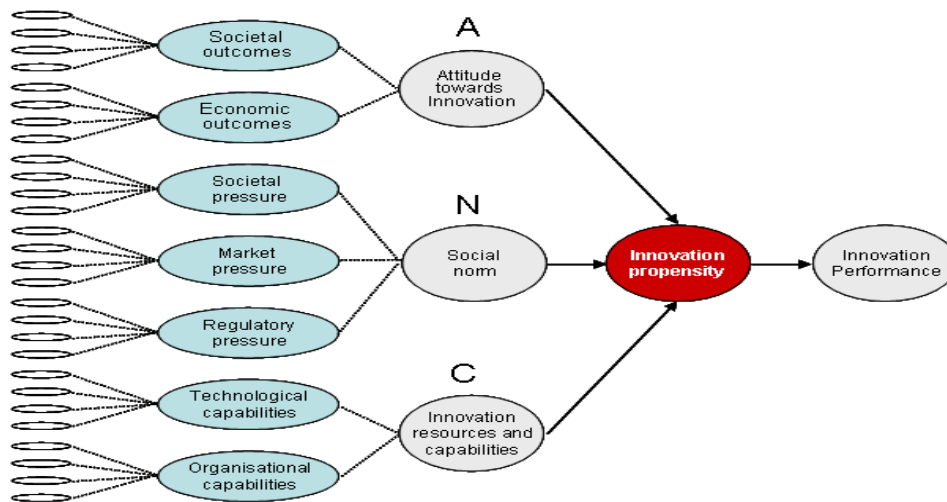 Societal
outcomes
Economic
outcomes
Societal
pressure
Market
pressure
Regulatory
pressure
Technological
capabilities
Organisational
capabilities
A
Attitude
towards
Innovation
N
Social
norm
C
Innovation
resources and
capabilities
Innovation
propensity
Innovation
Performance